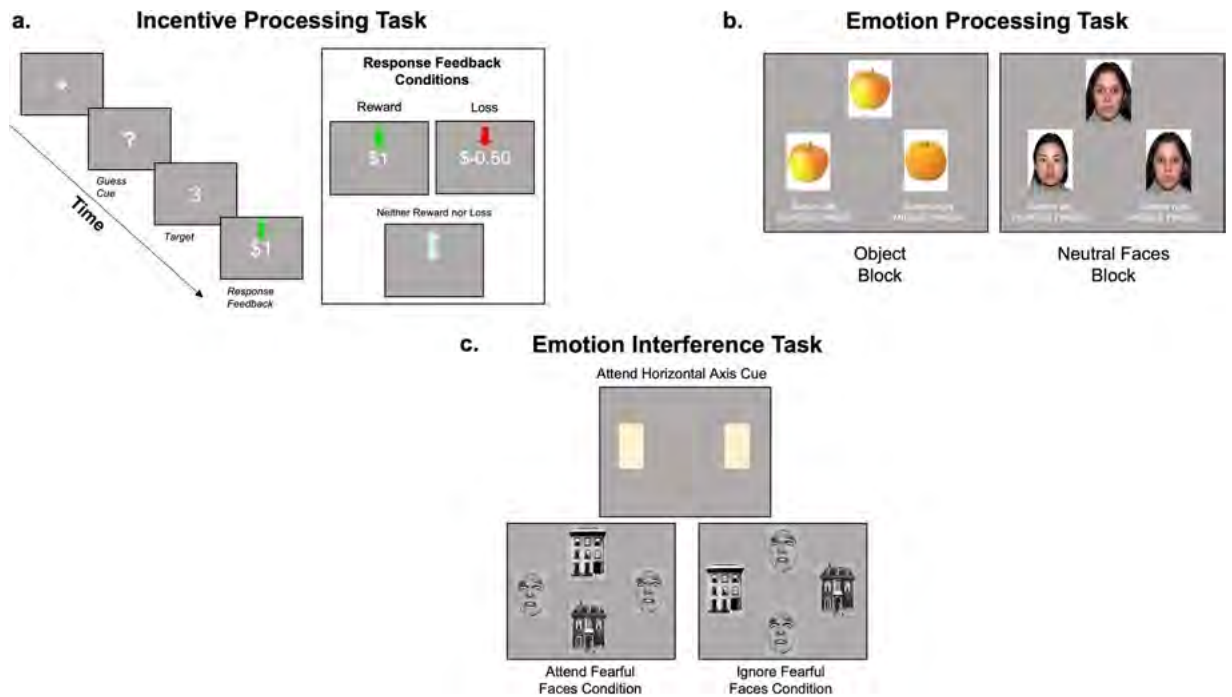 a. Incentive Processing Task
?
Guess
Cue
3
Target
$1
Response
Feedback
Time
Response Feedback
Conditions
Reward
Loss
$1
$-0.50
Neither Reward nor Loss
b. Emotion Processing Task
Object
Block
Neutral Faces
Block
c. Emotion Interference Task
Attend Horizontal Axis Cue
Attend Fearful
Faces Condition
Ignore Fearful
Faces Condition